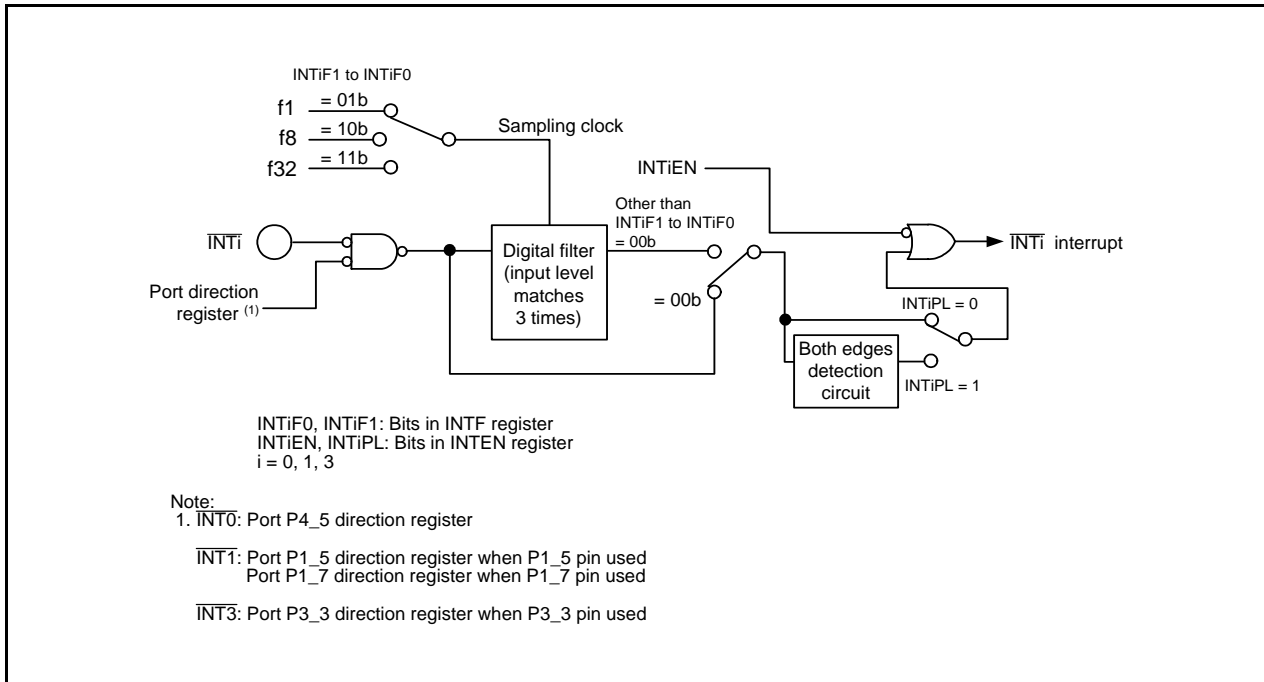 INTiF1 to INTiF0
f1 = 01b
f8 = 10b
f32 = 11b
Sampling clock
INTiEN
Other than
INTiF1 to INTiF0
= 00b
INTi
Digital filter
(input level
matches
3 times)
INTi interrupt
Port direction
register (1)
= 00b
INTiPL = 0
Both edges
detection
circuit
INTiPL = 1
INTiF0, INTiF1: Bits in INTF register
INTiEN, INTiPL: Bits in INTEN register
i = 0, 1, 3
Note:
1. INT0: Port P4_5 direction register
INT1: Port P1_5 direction register when P1_5 pin used
Port P1_7 direction register when P1_7 pin used
INT3: Port P3_3 direction register when P3_3 pin used